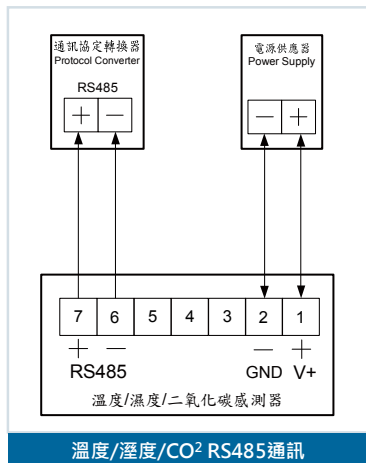 通訊協定轉換器
Protocol Converter
RS485
+ −
電源供應器
Power Supply
− +
7 6 5 4 3 2 1
+ − − +
RS485 GND V+
溫度/濕度/二氧化碳感測器
溫度/溼度/CO² RS485通訊